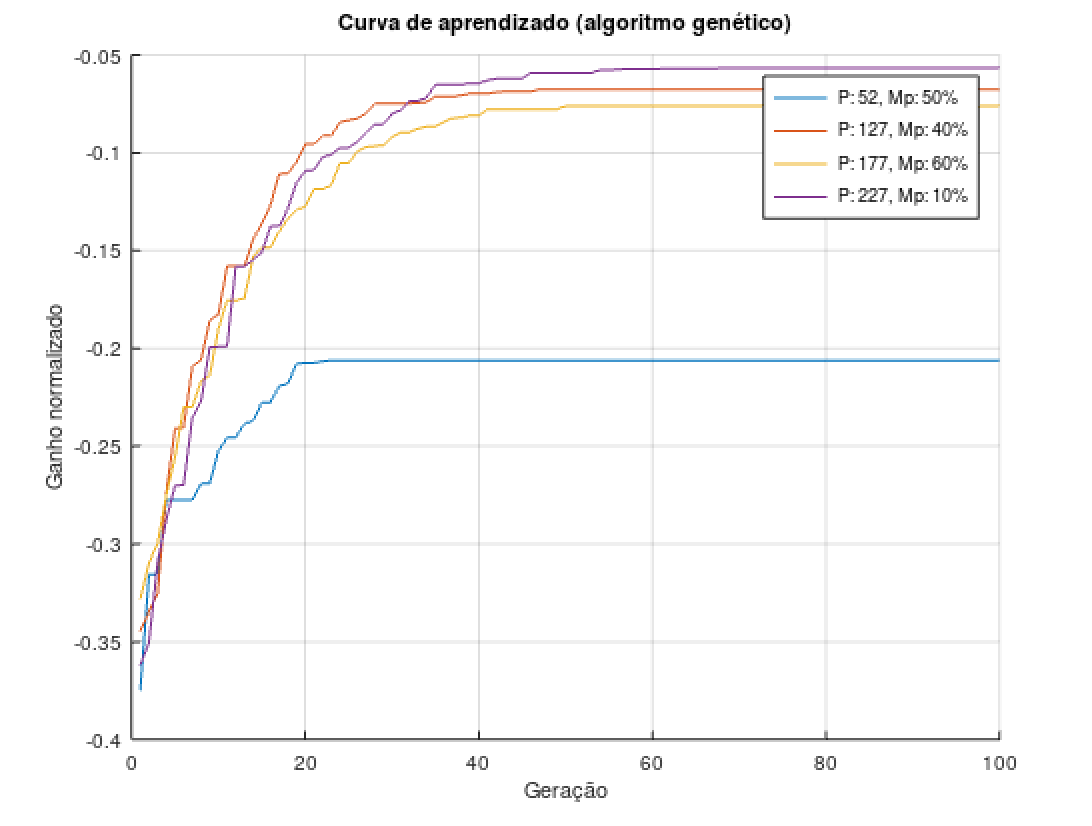 Curva de aprendizado (algoritmo genético)
-0.05
-0.1
-0.15
-0.2
-0.25
-0.3
-0.35
-0.4
Ganho normalizado
P: 52, Mp: 50%
P: 127, Mp: 40%
P: 177, Mp: 60%
P: 227, Mp: 10%
0 20 40 60 80 100
Geração